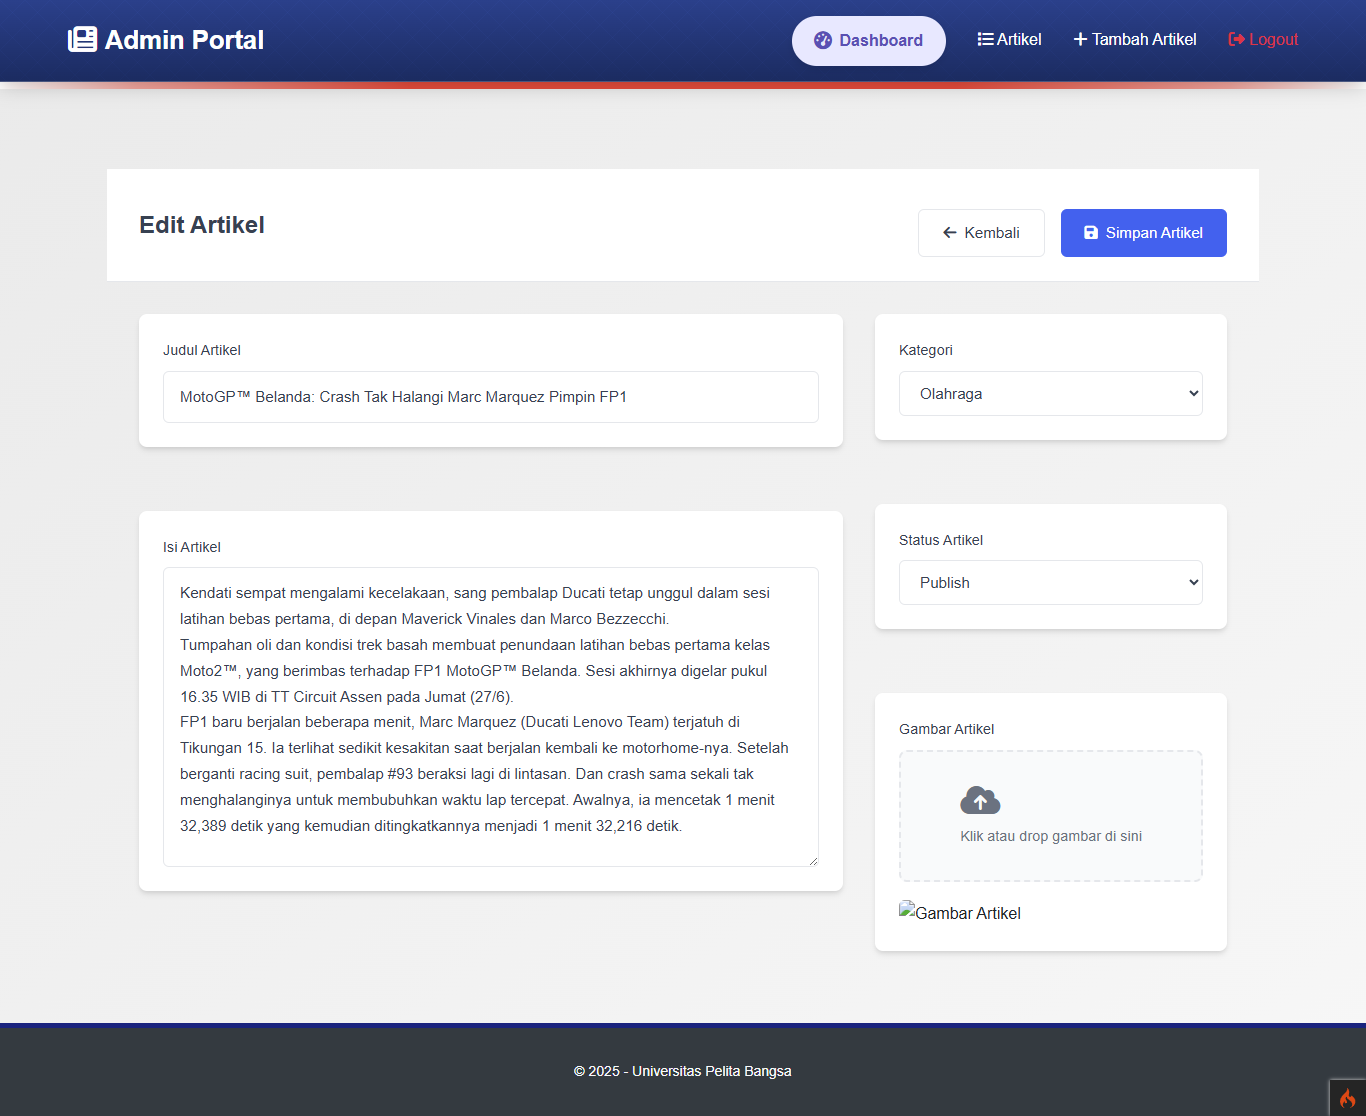 Admin Portal
Dashboard
Artikel
Tambah Artikel
Logout
Edit Artikel
Kembali
Simpan Artikel
Judul Artikel
MotoGP™ Belanda: Crash Tak Halangi Marc Marquez Pimpin FP1
Kategori
Olahraga
Isi Artikel
Kendati sempat mengalami kecelakaan, sang pembalap Ducati tetap unggul dalam sesi
latihan bebas pertama, di depan Maverick Vinales dan Marco Bezzecchi.
Tumpahan oli dan kondisi trek basah membuat penundaan latihan bebas pertama kelas
Moto2™, yang berimbas terhadap FP1 MotoGP™ Belanda. Sesi akhirnya digelar pukul
16.35 WIB di TT Circuit Assen pada Jumat (27/6).
FP1 baru berjalan beberapa menit, Marc Marquez (Ducati Lenovo Team) terjatuh di
Tikungan 15. Ia terlihat sedikit kesakitan saat berjalan kembali ke motorhome-nya. Setelah
berganti racing suit, pembalap #93 beraksi lagi di lintasan. Dan crash sama sekali tak
menghalanginya untuk membubuhkan waktu lap tercepat. Awalnya, ia mencetak 1 menit
32,389 detik yang kemudian ditingkatkannya menjadi 1 menit 32,216 detik.
Status Artikel
Publish
Gambar Artikel
Klik atau drop gambar di sini
Gambar Artikel
© 2025 - Universitas Pelita Bangsa